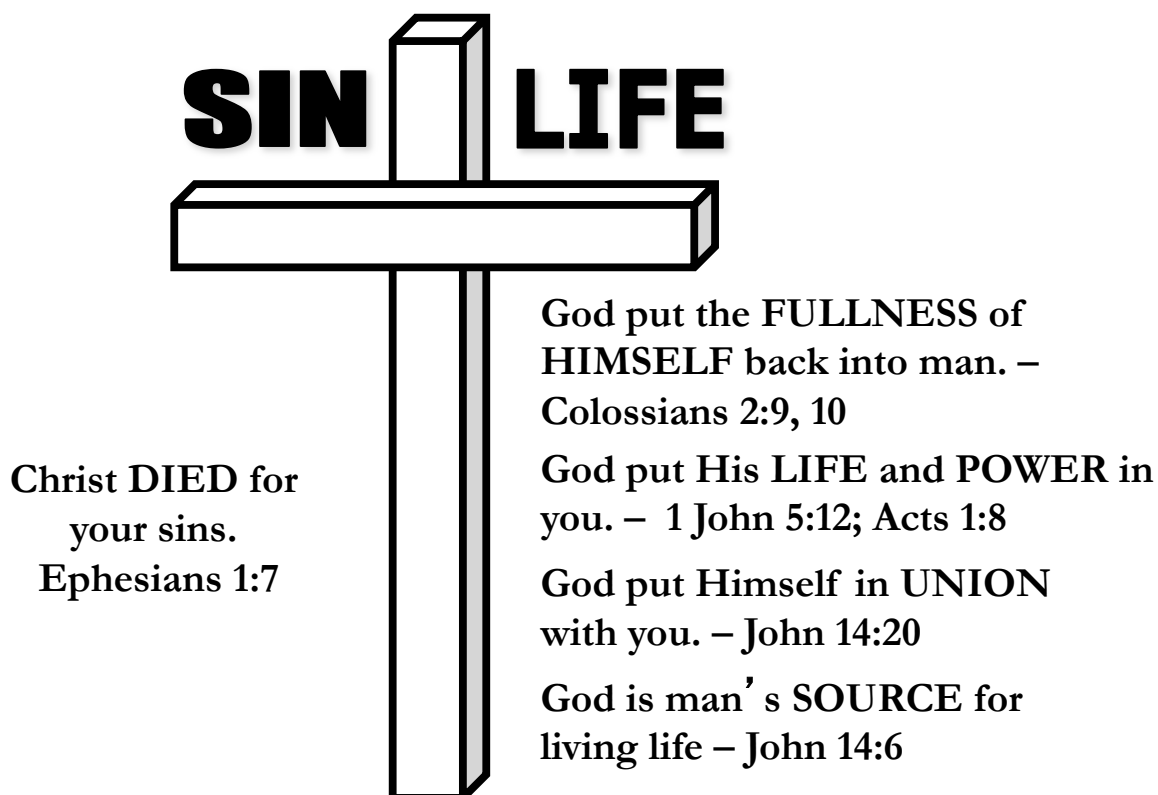 SIN LIFE
God put the FULLNESS of
HIMSELF back into man. –
Colossians 2:9, 10
God put His LIFE and POWER in
you. – 1 John 5:12; Acts 1:8
God put Himself in UNION
with you. – John 14:20
God is man’s SOURCE for
living life – John 14:6
Christ DIED for
your sins.
Ephesians 1:7